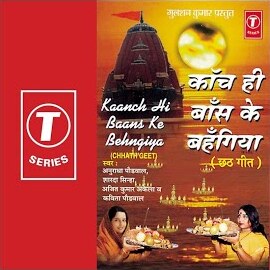 गुलशन कुमार प्रस्तुत
T
SERIES
Kaanch Hi
Baans Ke
Behngiya
(CHHATH GEET)
काँच ही
बाँस के
बहँगिया
( छठ गीत )
स्वर :
अनुराधा पौडवाल,
शारदा सिन्हा,
अजित कुमार अकेला व
कविता पौडवाल
T
SERIES